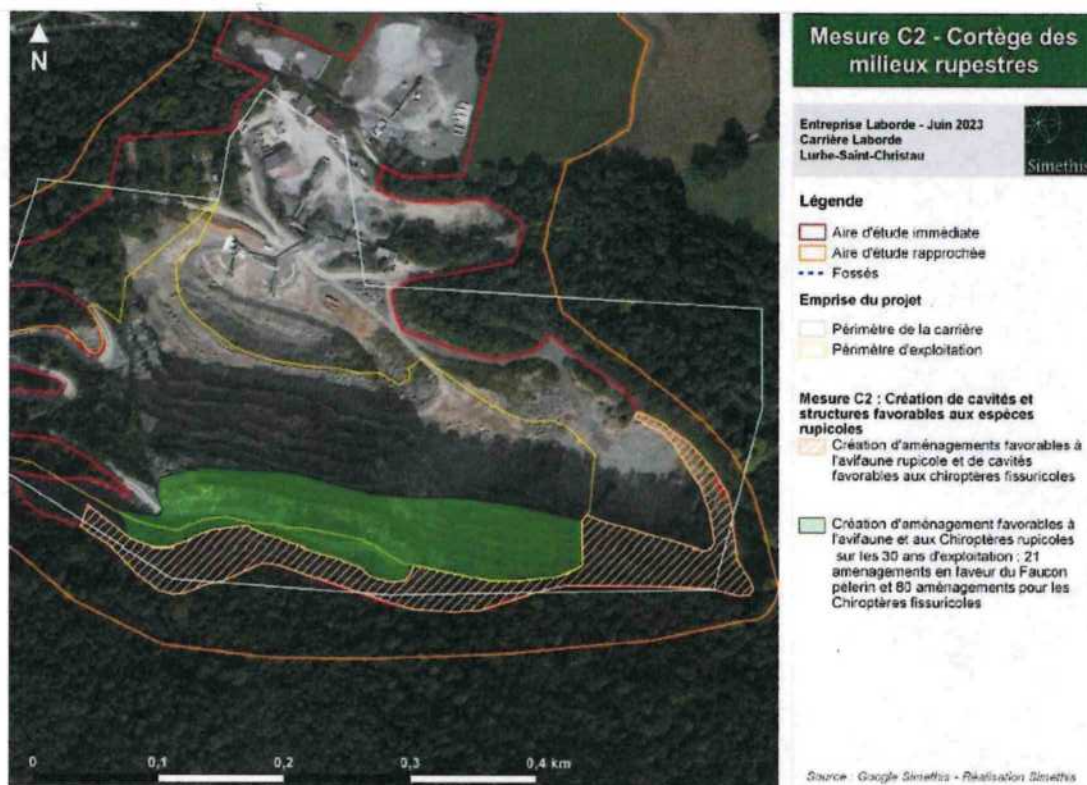 N
Mesure C2 - Cortège des
milieux rupestres
Entreprise Laborde - Juin 2023
Carrière Laborde
Lurbe-Saint-Christau
Simethis
Légende
Aire d'étude immédiate
Aire d'étude rapprochée
Fossés
Emprise du projet
Périmètre de la carrière
Périmètre d'exploitation
Mesure C2 : Création de cavités et
structures favorables aux espèces
rupicoles
Création d'aménagements favorables à
l'avifaune rupicole et de cavités
favorables aux chiroptères fissuricoles
Création d'aménagement favorables à
l'avifaune et aux Chiroptères rupicoles
sur les 30 ans d'exploitation : 21
amenagements en faveur du Faucon
pèlerin et 80 aménagements pour les
Chiroptères fissuricoles
0 0,1 0,2 0,3 0,4 km
Source : Google Simethis - Réalisation Simethis